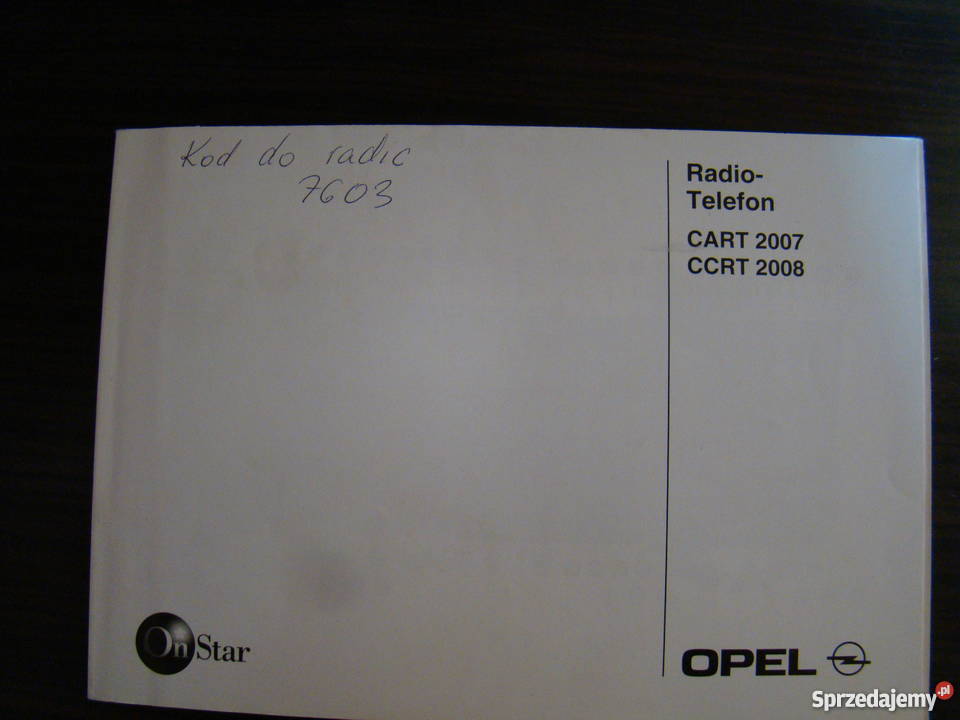 Kod do radio
7603
Radio-
Telefon
CART 2007
CCRT 2008
OnStar
OPEL
Sprzedajemy.pl